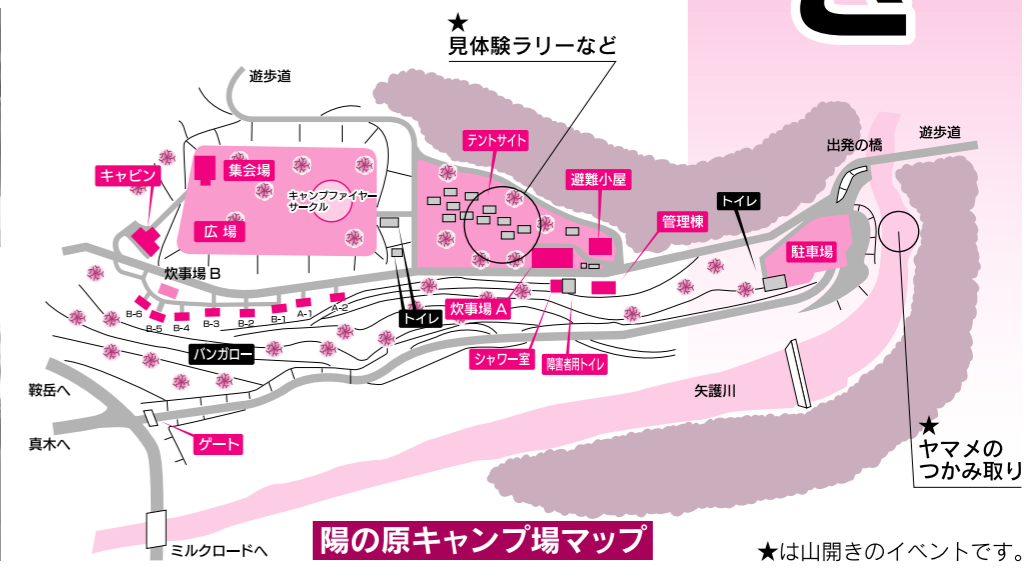 ★
見体験ラリーなど
遊歩道
テントサイト
出発の橋
遊歩道
キャビン
集会場
避難小屋
キャンプファイヤー
サークル
トイレ
管理棟
広場
駐車場
炊事場 B
B-6
B-5
B-4
B-3
B-2
B-1
A-1
A-2
トイレ
炊事場 A
バンガロー
シャワー室
障害者用トイレ
鞍岳へ
矢護川
真木へ
ゲート
★
ヤマメの
つかみ取り
ミルクロードへ
陽の原キャンプ場マップ
★は山開きのイベントです。